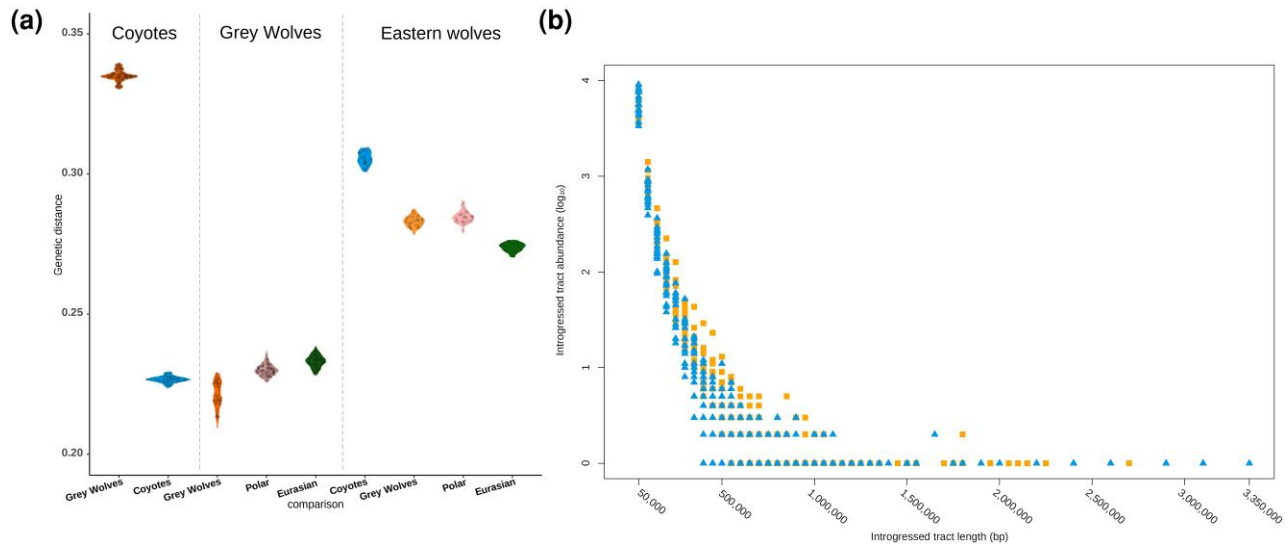 (a)
Coyotes
Grey Wolves
Eastern wolves
Genetic distance
0.35
0.30
0.25
0.20
Grey Wolves
Coyotes
Grey Wolves
Polar
Eurasian
Coyotes
Grey Wolves
Polar
Eurasian
comparison
(b)
Introgressed tract abundance (log₁₀)
4
3
2
1
0
50,000
500,000
1,000,000
1,500,000
2,000,000
2,500,000
3,000,000
3,350,000
Introgressed tract length (bp)